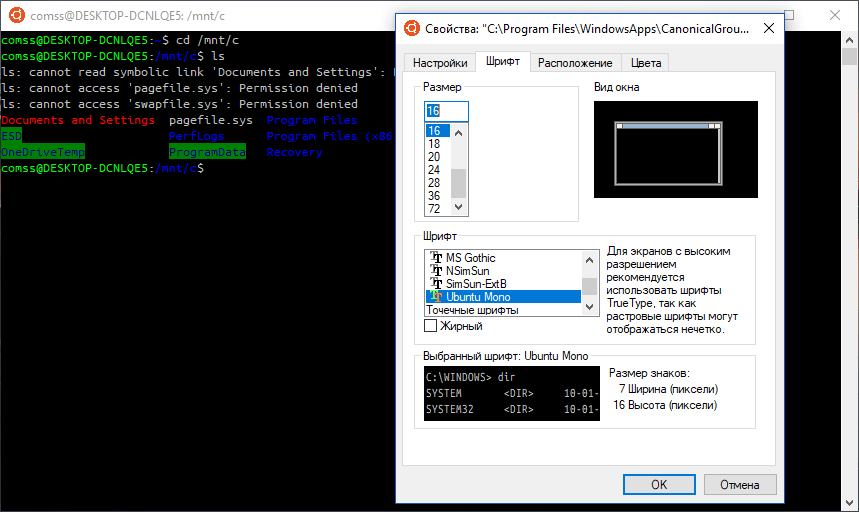 comss@DESKTOP-DCNLQE5: /mnt/c
comss@DESKTOP-DCNLQE5:~$ cd /mnt/c
comss@DESKTOP-DCNLQE5:/mnt/c$ ls
ls: cannot read symbolic link 'Documents and Settings':
ls: cannot access 'pagefile.sys': Permission denied
ls: cannot access 'swapfile.sys': Permission denied
Documents and Settings pagefile.sys Program Files
ESD PerfLogs Program Files (x86
OneDriveTemp ProgramData Recovery
comss@DESKTOP-DCNLQE5:/mnt/c$
Свойства: "C:\Program Files\WindowsApps\CanonicalGrou...
Настройки Шрифт Расположение Цвета
Размер
16
16
18
20
24
28
36
72
Вид окна
Шрифт
MS Gothic
NSimSun
SimSun-ExtB
Ubuntu Mono
Точечные шрифты
Жирный
Для экранов с высоким
разрешением
рекомендуется
использовать шрифты
TrueType, так как
растровые шрифты могут
отображаться нечетко.
Выбранный шрифт: Ubuntu Mono
C:\WINDOWS> dir
SYSTEM <DIR> 10-01-
SYSTEM32 <DIR> 10-01-
Размер знаков:
7 Ширина (пиксели)
16 Высота (пиксели)
OK Отмена